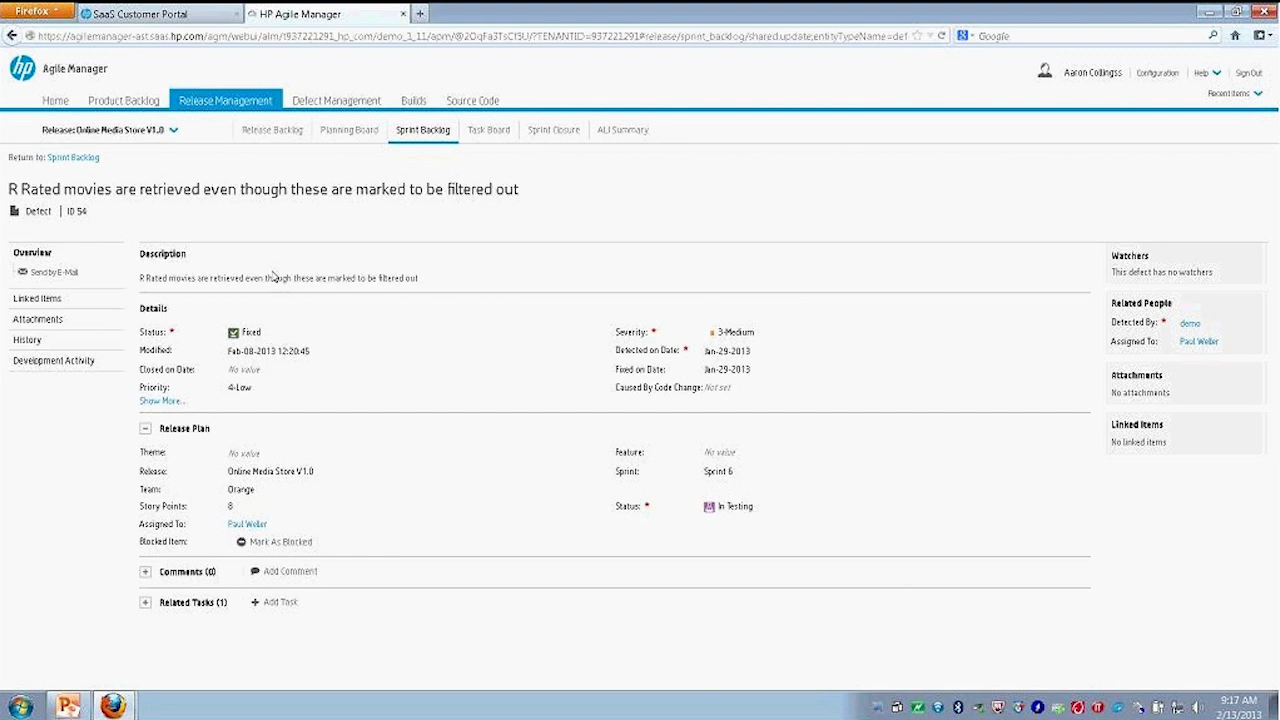 Firefox
SaaS Customer Portal
HP Agile Manager
Google
hp
Agile Manager
Aaron Collingss
Configuration
Help
Sign Out
Recent Items
Home
Product Backlog
Release Management
Defect Management
Builds
Source Code
Release: Online Media Store V1.0
Release Backlog
Planning Board
Sprint Backlog
Task Board
Sprint Closure
ALI Summary
Return to: Sprint Backlog
R Rated movies are retrieved even though these are marked to be filtered out
Defect | ID 54
Overview
Send by E-Mail
Linked Items
Attachments
History
Development Activity
Description
R Rated movies are retrieved even though these are marked to be filtered out
Details
Status: * Fixed
Severity: * 3-Medium
Modified: Feb-08-2013 12:20:45
Detected on Date: * Jan-29-2013
Closed on Date: No value
Fixed on Date: Jan-29-2013
Priority: 4-Low
Caused By Code Change: Not set
Show More...
Release Plan
Theme: No value
Feature: No value
Release: Online Media Store V1.0
Sprint: Sprint 6
Team: Orange
Story Points: 8
Status: * In Testing
Assigned To: Paul Weller
Blocked Item: Mark As Blocked
Comments (0) Add Comment
Related Tasks (1) + Add Task
Watchers
This defect has no watchers
Related People
Detected By: * demo
Assigned To: Paul Weller
Attachments
No attachments
Linked Items
No linked items
9:17 AM
2/13/2013